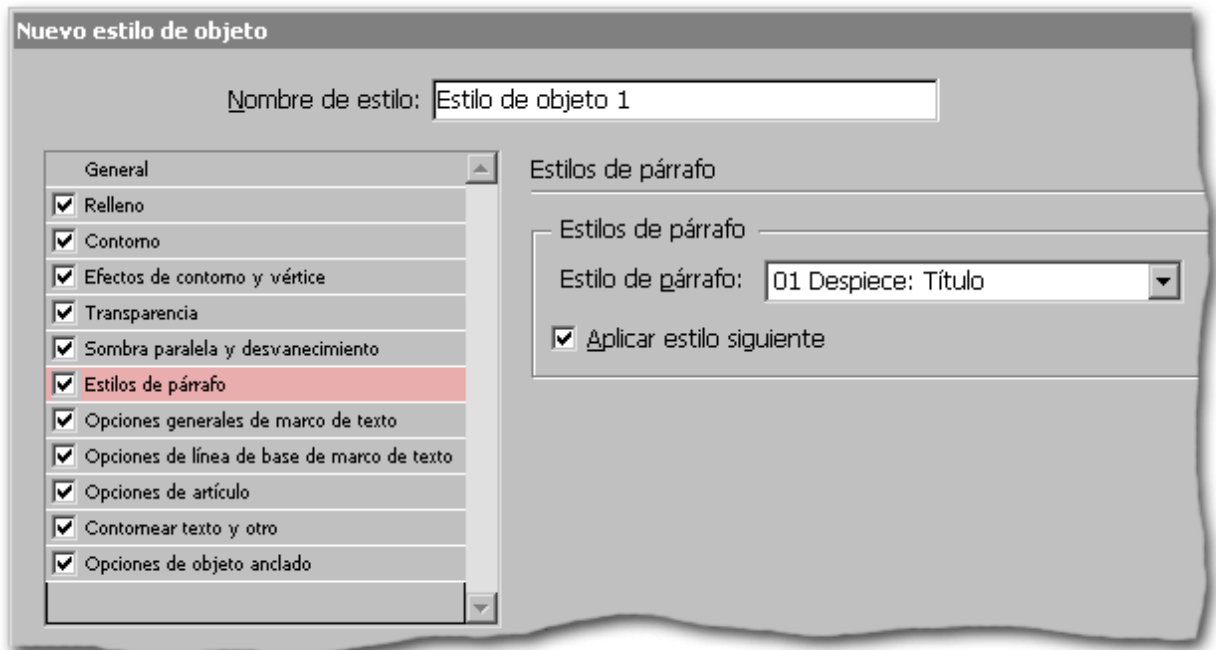 Nuevo estilo de objeto
Nombre de estilo: Estilo de objeto 1
General
Relleno
Contorno
Efectos de contorno y vértice
Transparencia
Sombra paralela y desvanecimiento
Estilos de párrafo
Opciones generales de marco de texto
Opciones de línea de base de marco de texto
Opciones de artículo
Contornear texto y otro
Opciones de objeto anclado
Estilos de párrafo
Estilos de párrafo
Estilo de párrafo: 01 Despiece: Título
Aplicar estilo siguiente